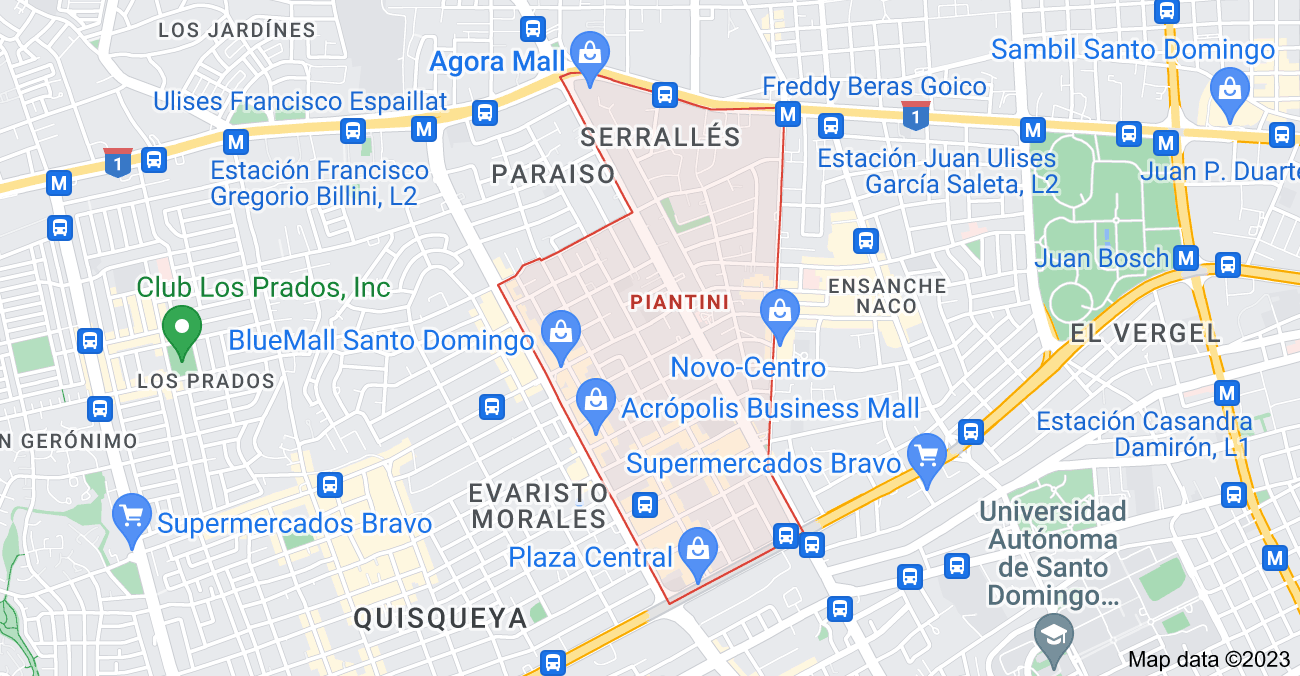 LOS JARDÍNES
Agora Mall
Sambil Santo Domingo
Ulises Francisco Espaillat
Freddy Beras Goico
M
M
M
1
M
M
1
M
SERRALLÉS
Estación Juan Ulises
García Saleta, L2
Juan P. Duarte
PARAISO
Estación Francisco
Gregorio Billini, L2
Juan Bosch
M
Club Los Prados, Inc
PIANTINI
ENSANCHE
NACO
BlueMall Santo Domingo
EL VERGEL
Novo-Centro
LOS PRADOS
M
Acrópolis Business Mall
Estación Casandra
Damirón, L1
N GERÓNIMO
Supermercados Bravo
EVARISTO
MORALES
Supermercados Bravo
Universidad
Autónoma
de Santo
Domingo...
Plaza Central
M
QUISQUEYA
Map data ©2023